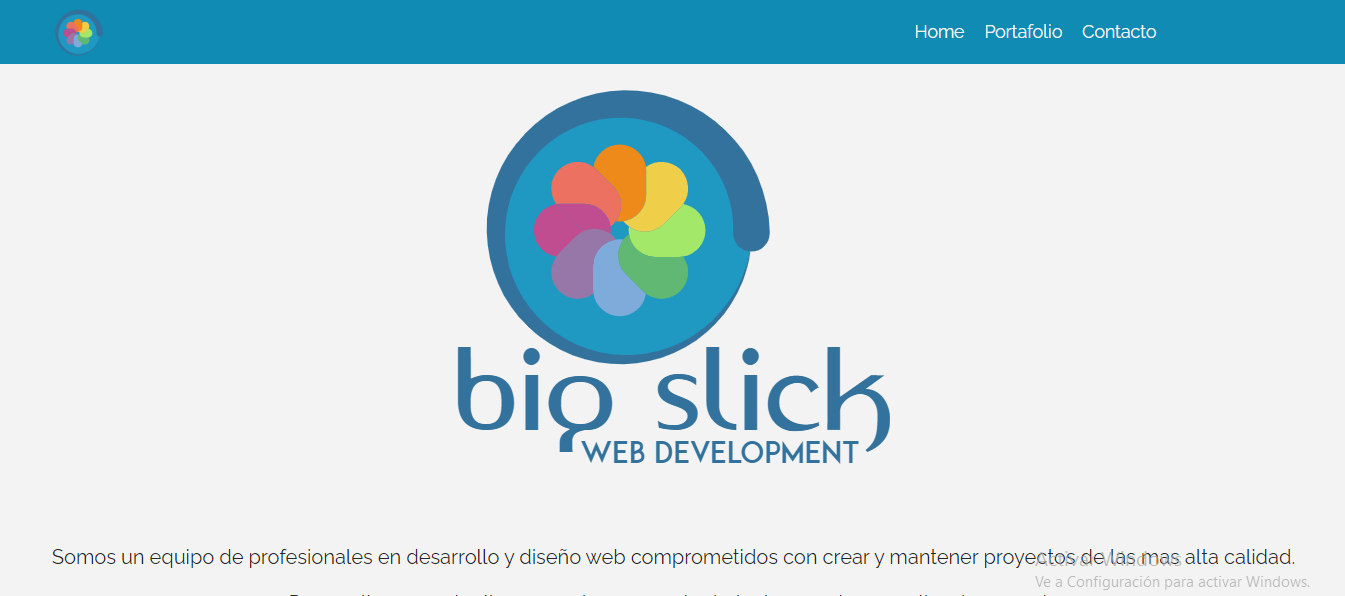 Home Portafolio Contacto
big slick
WEB DEVELOPMENT
Somos un equipo de profesionales en desarrollo y diseño web comprometidos con crear y mantener proyectos de las mas alta calidad.
Activar Windows
Ve a Configuración para activar Windows.